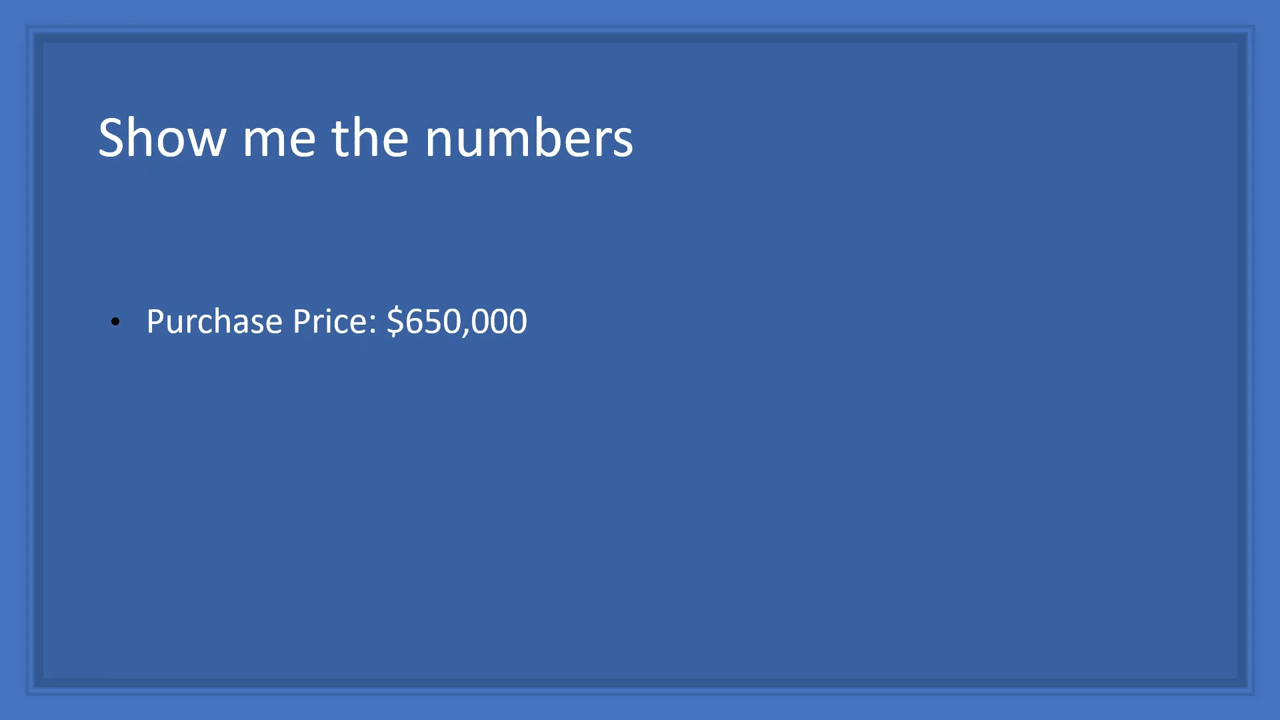 Show me the numbers
• Purchase Price: $650,000